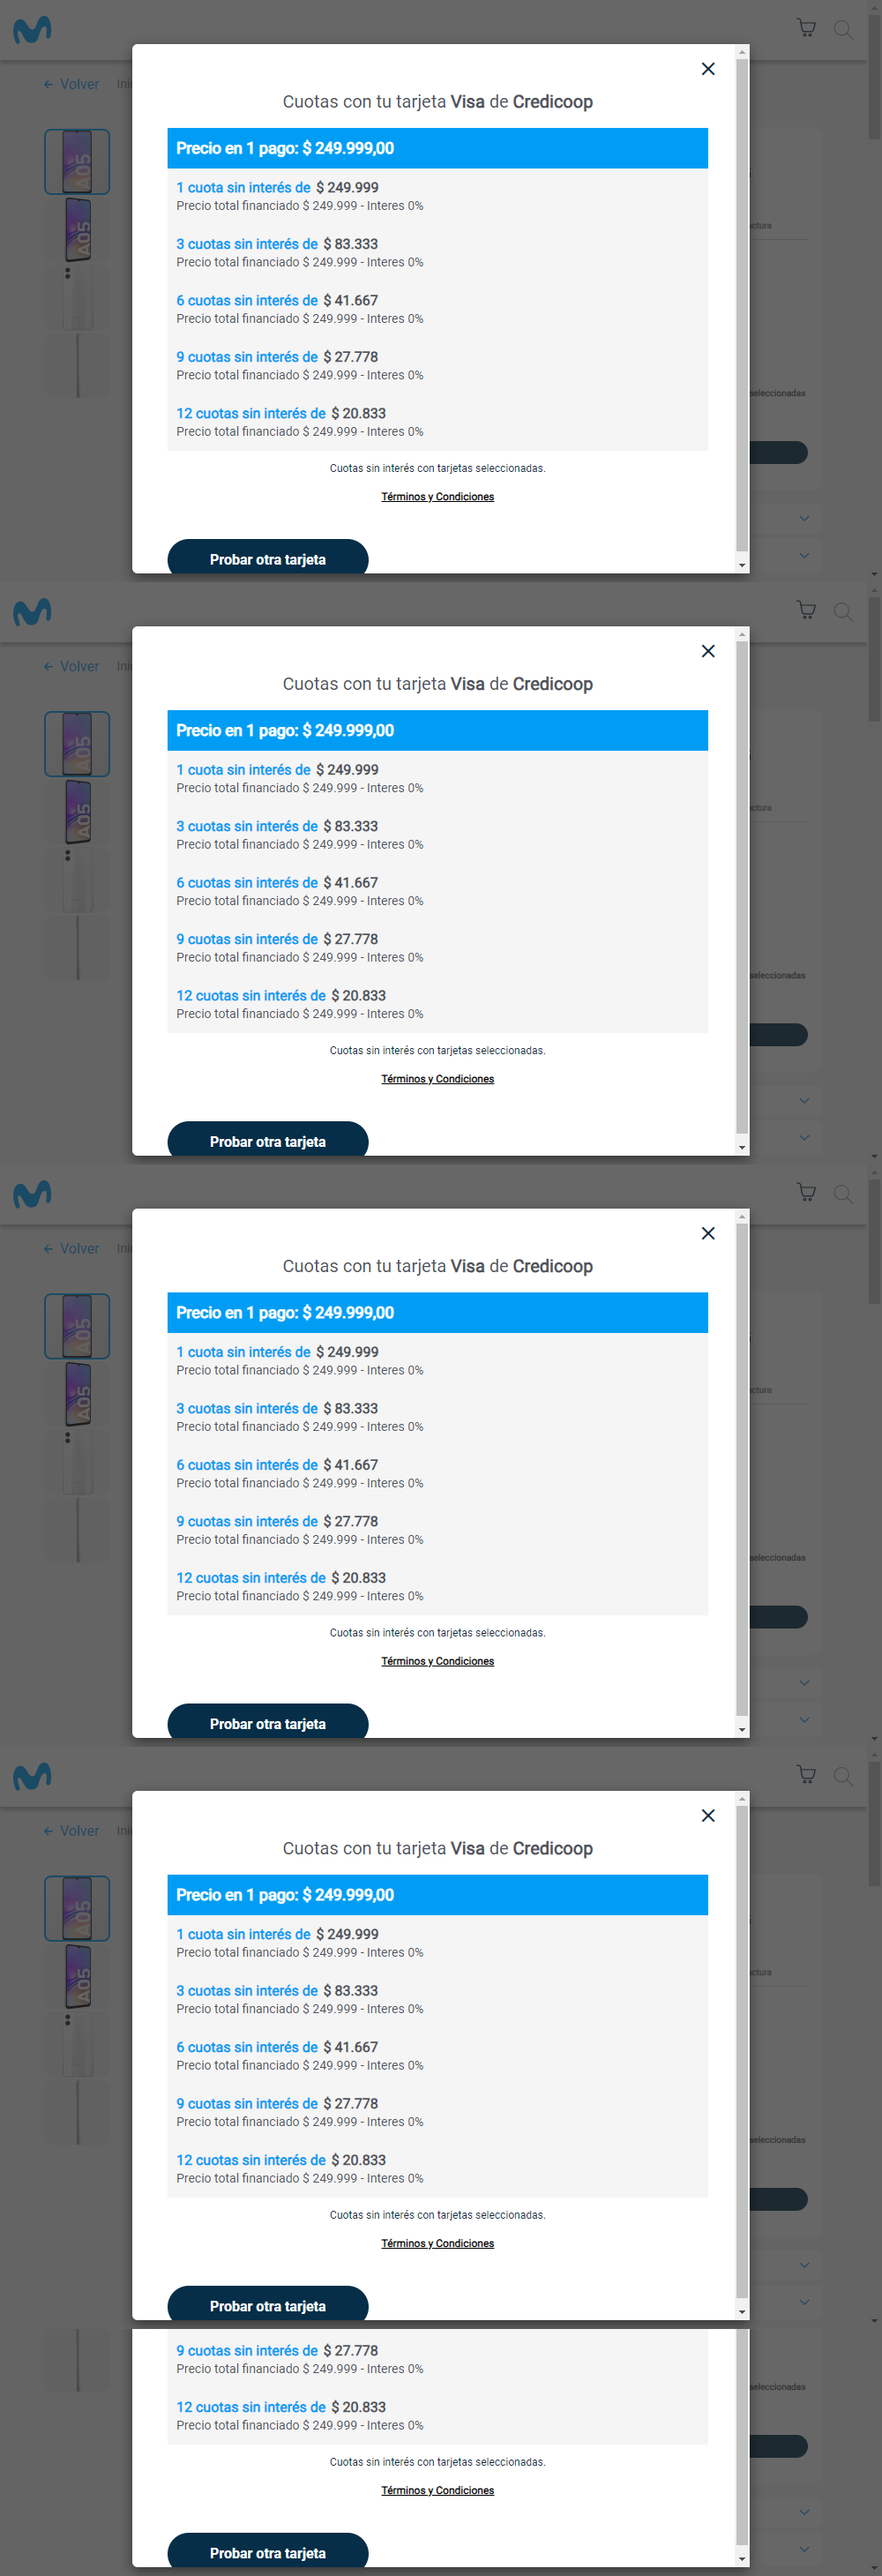 Volver Inic
Cuotas con tu tarjeta Visa de Credicoop
Precio en 1 pago: $ 249.999,00
1 cuota sin interés de $ 249.999
Precio total financiado $ 249.999 - Interes 0%
3 cuotas sin interés de $ 83.333
Precio total financiado $ 249.999 - Interes 0%
6 cuotas sin interés de $ 41.667
Precio total financiado $ 249.999 - Interes 0%
9 cuotas sin interés de $ 27.778
Precio total financiado $ 249.999 - Interes 0%
seleccionadas
12 cuotas sin interés de $ 20.833
Precio total financiado $ 249.999 - Interes 0%
Cuotas sin interés con tarjetas seleccionadas.
Términos y Condiciones
Probar otra tarjeta
Volver Inic
Cuotas con tu tarjeta Visa de Credicoop
Precio en 1 pago: $ 249.999,00
1 cuota sin interés de $ 249.999
Precio total financiado $ 249.999 - Interes 0%
3 cuotas sin interés de $ 83.333
Precio total financiado $ 249.999 - Interes 0%
6 cuotas sin interés de $ 41.667
Precio total financiado $ 249.999 - Interes 0%
9 cuotas sin interés de $ 27.778
Precio total financiado $ 249.999 - Interes 0%
seleccionadas
12 cuotas sin interés de $ 20.833
Precio total financiado $ 249.999 - Interes 0%
Cuotas sin interés con tarjetas seleccionadas.
Términos y Condiciones
Probar otra tarjeta
Volver Inic
Cuotas con tu tarjeta Visa de Credicoop
Precio en 1 pago: $ 249.999,00
1 cuota sin interés de $ 249.999
Precio total financiado $ 249.999 - Interes 0%
3 cuotas sin interés de $ 83.333
Precio total financiado $ 249.999 - Interes 0%
6 cuotas sin interés de $ 41.667
Precio total financiado $ 249.999 - Interes 0%
9 cuotas sin interés de $ 27.778
Precio total financiado $ 249.999 - Interes 0%
seleccionadas
12 cuotas sin interés de $ 20.833
Precio total financiado $ 249.999 - Interes 0%
Cuotas sin interés con tarjetas seleccionadas.
Términos y Condiciones
Probar otra tarjeta
Volver Inic
Cuotas con tu tarjeta Visa de Credicoop
Precio en 1 pago: $ 249.999,00
1 cuota sin interés de $ 249.999
Precio total financiado $ 249.999 - Interes 0%
3 cuotas sin interés de $ 83.333
Precio total financiado $ 249.999 - Interes 0%
6 cuotas sin interés de $ 41.667
Precio total financiado $ 249.999 - Interes 0%
9 cuotas sin interés de $ 27.778
Precio total financiado $ 249.999 - Interes 0%
seleccionadas
12 cuotas sin interés de $ 20.833
Precio total financiado $ 249.999 - Interes 0%
Cuotas sin interés con tarjetas seleccionadas.
Términos y Condiciones
Probar otra tarjeta
9 cuotas sin interés de $ 27.778
Precio total financiado $ 249.999 - Interes 0%
seleccionadas
12 cuotas sin interés de $ 20.833
Precio total financiado $ 249.999 - Interes 0%
Cuotas sin interés con tarjetas seleccionadas.
Términos y Condiciones
Probar otra tarjeta